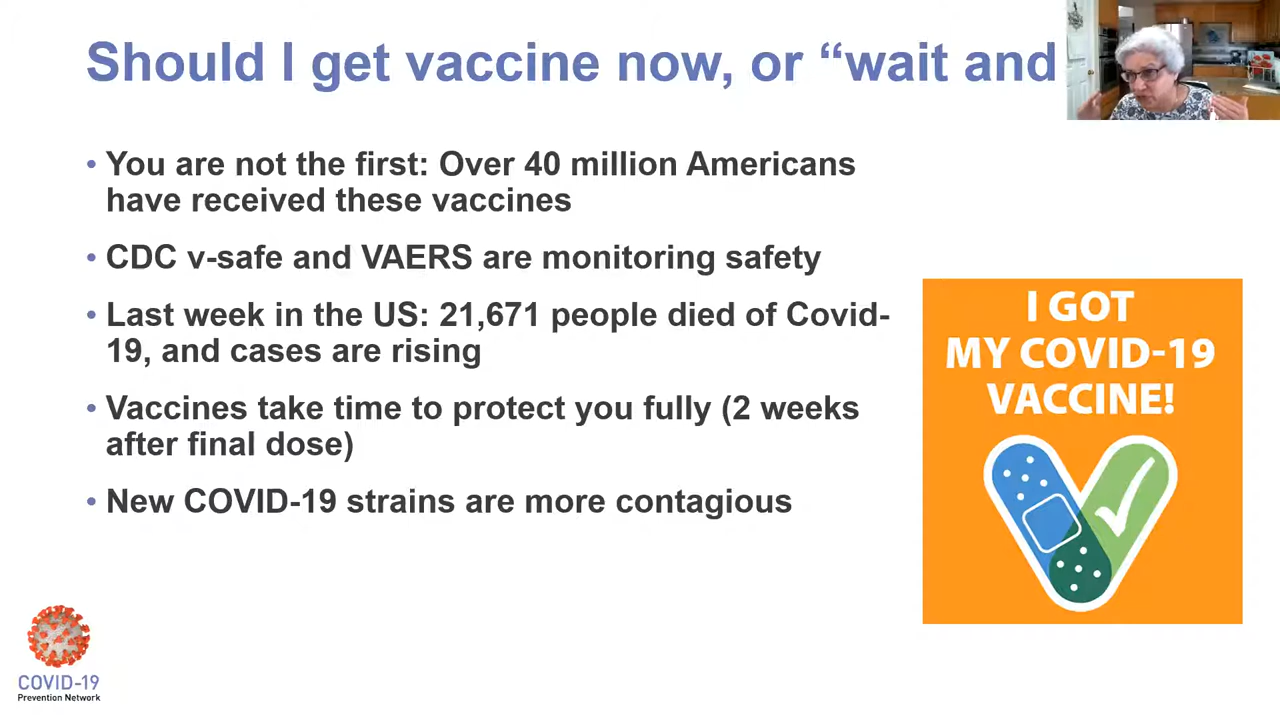 Should I get vaccine now, or “wait and
• You are not the first: Over 40 million Americans
have received these vaccines
• CDC v-safe and VAERS are monitoring safety
• Last week in the US: 21,671 people died of Covid-
19, and cases are rising
• Vaccines take time to protect you fully (2 weeks
after final dose)
• New COVID-19 strains are more contagious
I GOT
MY COVID-19
VACCINE!
COVID-19
Prevention Network